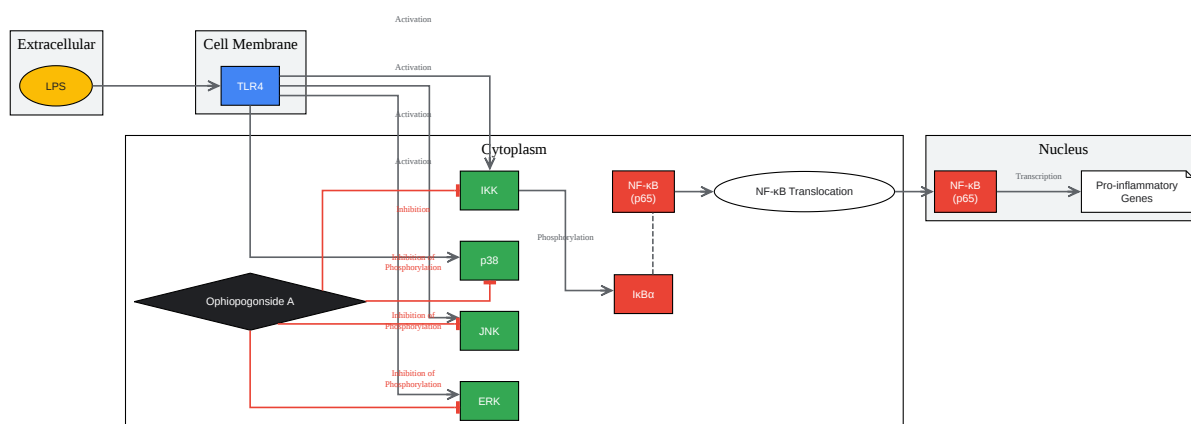 Activation
Extracellular
Cell Membrane
LPS
TLR4
Activation
Activation
Cytoplasm
Nucleus
Activation
IKK
NF-κB
(p65)
NF-κB Translocation
NF-κB
(p65)
Transcription
Pro-inflammatory
Genes
Inhibition
Phosphorylation
Inhibition of
Phosphorylation
p38
Ophiopogonside A
IκBα
Inhibition of
Phosphorylation
JNK
Inhibition of
Phosphorylation
ERK